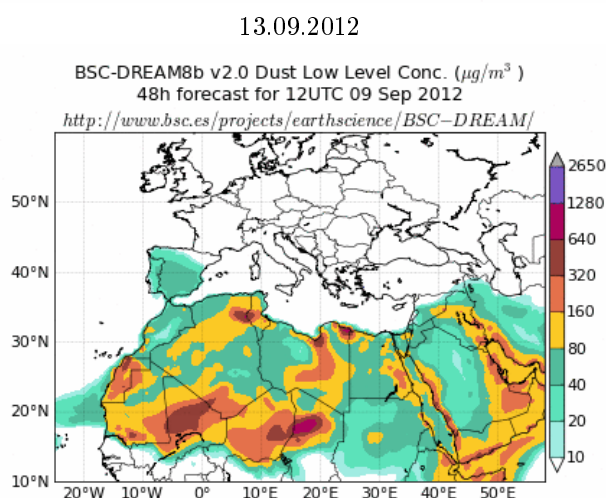 13.09.2012
BSC-DREAM8b v2.0 Dust Low Level Conc. (μg/m³ )
48h forecast for 12UTC 09 Sep 2012
http://www.bsc.es/projects/earthscience/BSC−DREAM/
2650
1280
640
320
160
80
40
20
10
50°N
40°N
30°N
20°N
10°N
20°W 10°W 0° 10°E 20°E 30°E 40°E 50°E